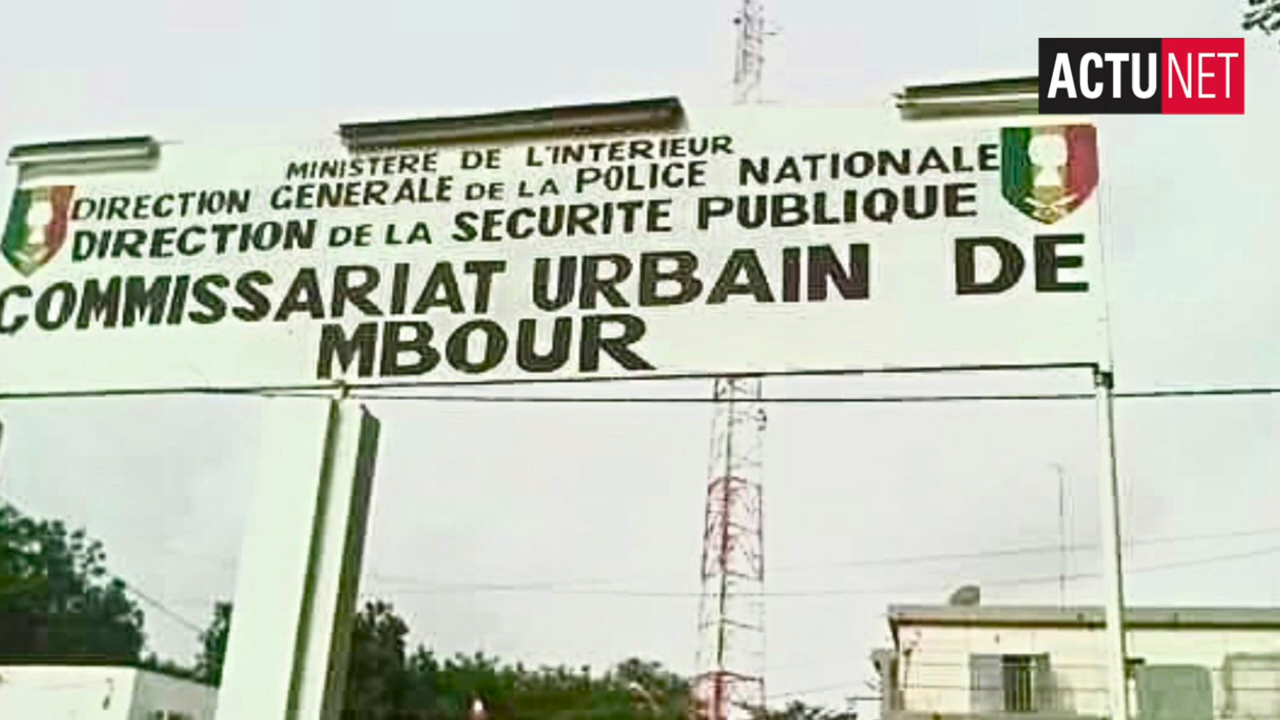 ACTUNET
MINISTERE DE L'INTERIEUR
DIRECTION GENERALE DE LA POLICE NATIONALE
DIRECTION DE LA SECURITE PUBLIQUE
COMMISSARIAT URBAIN DE
MBOUR